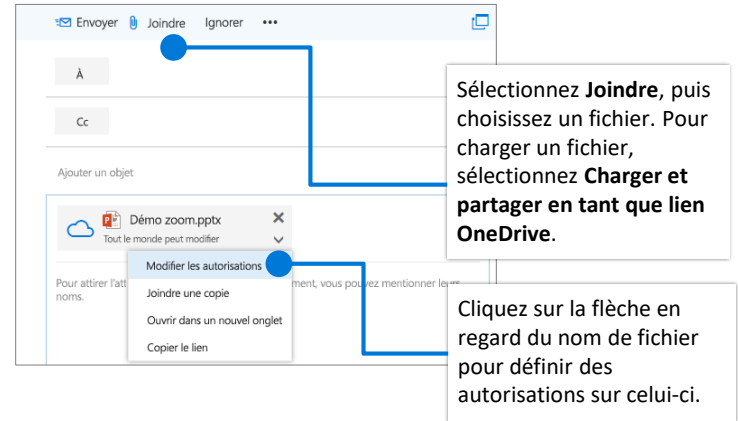 Envoyer Joindre Ignorer •••
À
Cc
Ajouter un objet
Démo zoom.pptx
Tout le monde peut modifier
Modifier les autorisations
Joindre une copie
Ouvrir dans un nouvel onglet
Copier le lien
Pour attirer l'att ment, vous pouvez mentionner leurs
noms.
Sélectionnez Joindre, puis
choisissez un fichier. Pour
charger un fichier,
sélectionnez Charger et
partager en tant que lien
OneDrive.
Cliquez sur la flèche en
regard du nom de fichier
pour définir des
autorisations sur celui-ci.